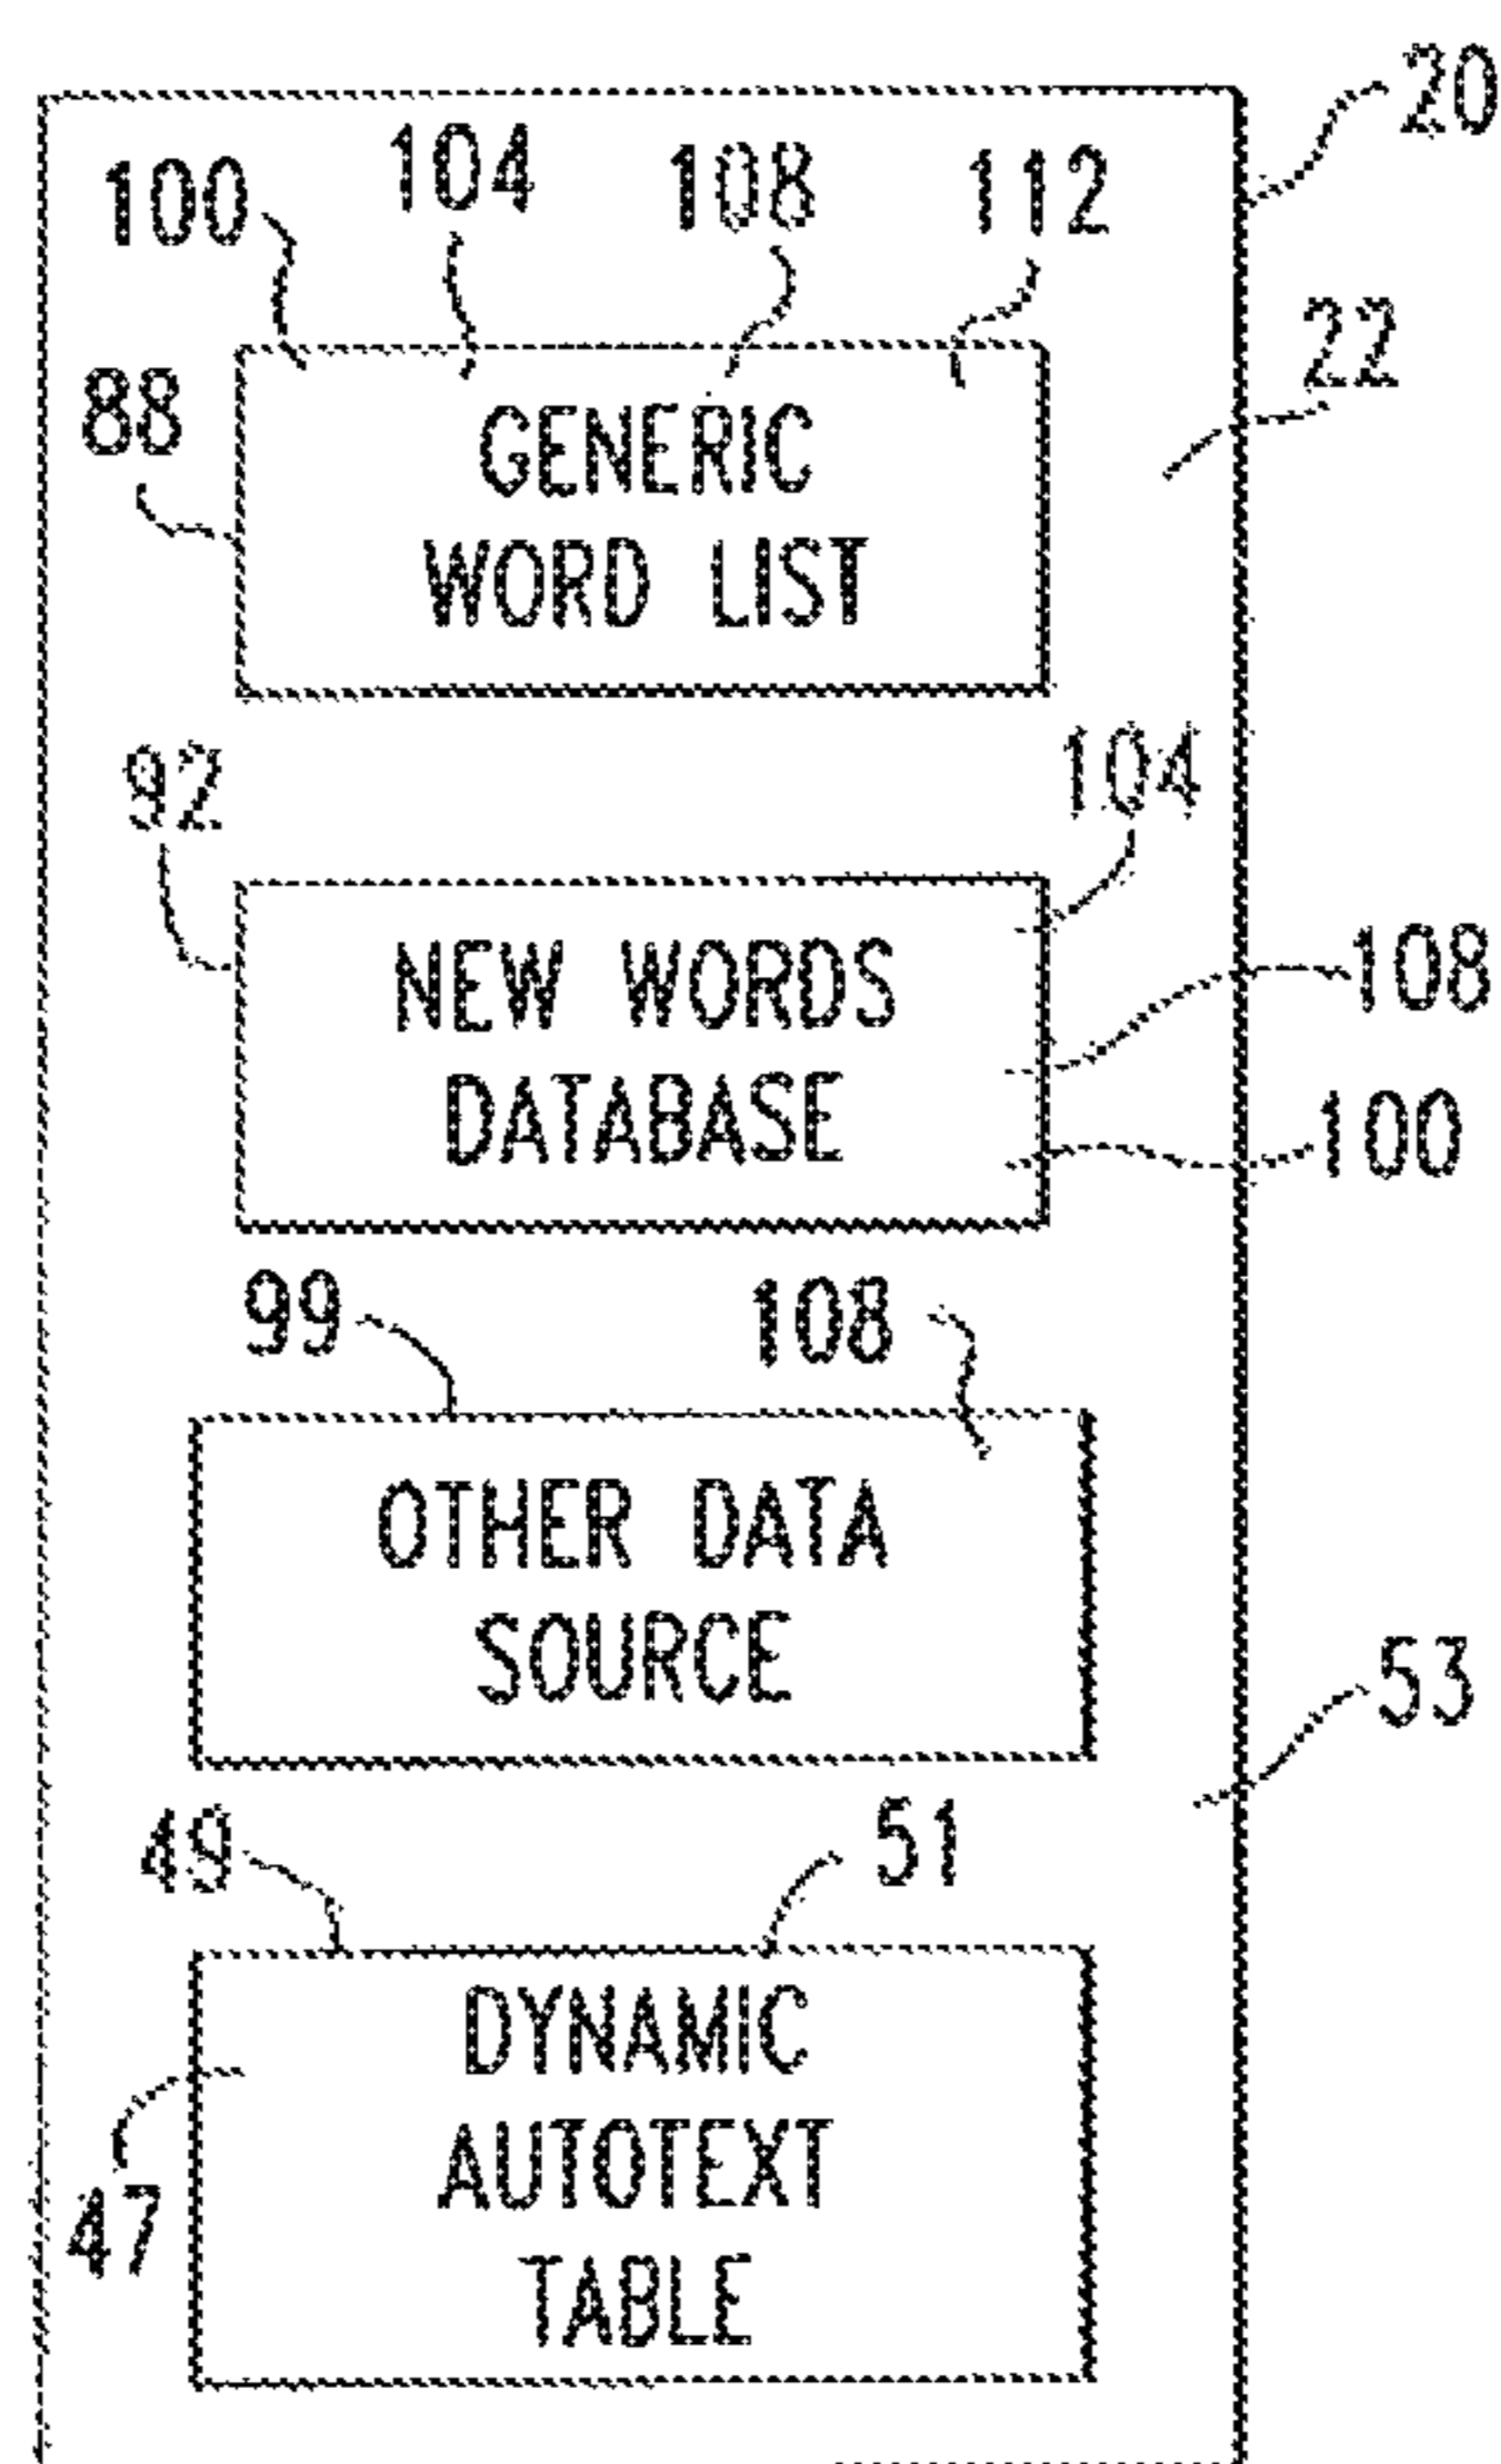 20
100 104 108 112
22
88
GENERIC
WORD LIST
92
104
NEW WORDS
108
DATABASE
100
99 108
OTHER DATA
SOURCE
53
49 51
DYNAMIC
AUTOTEXT
47
TABLE